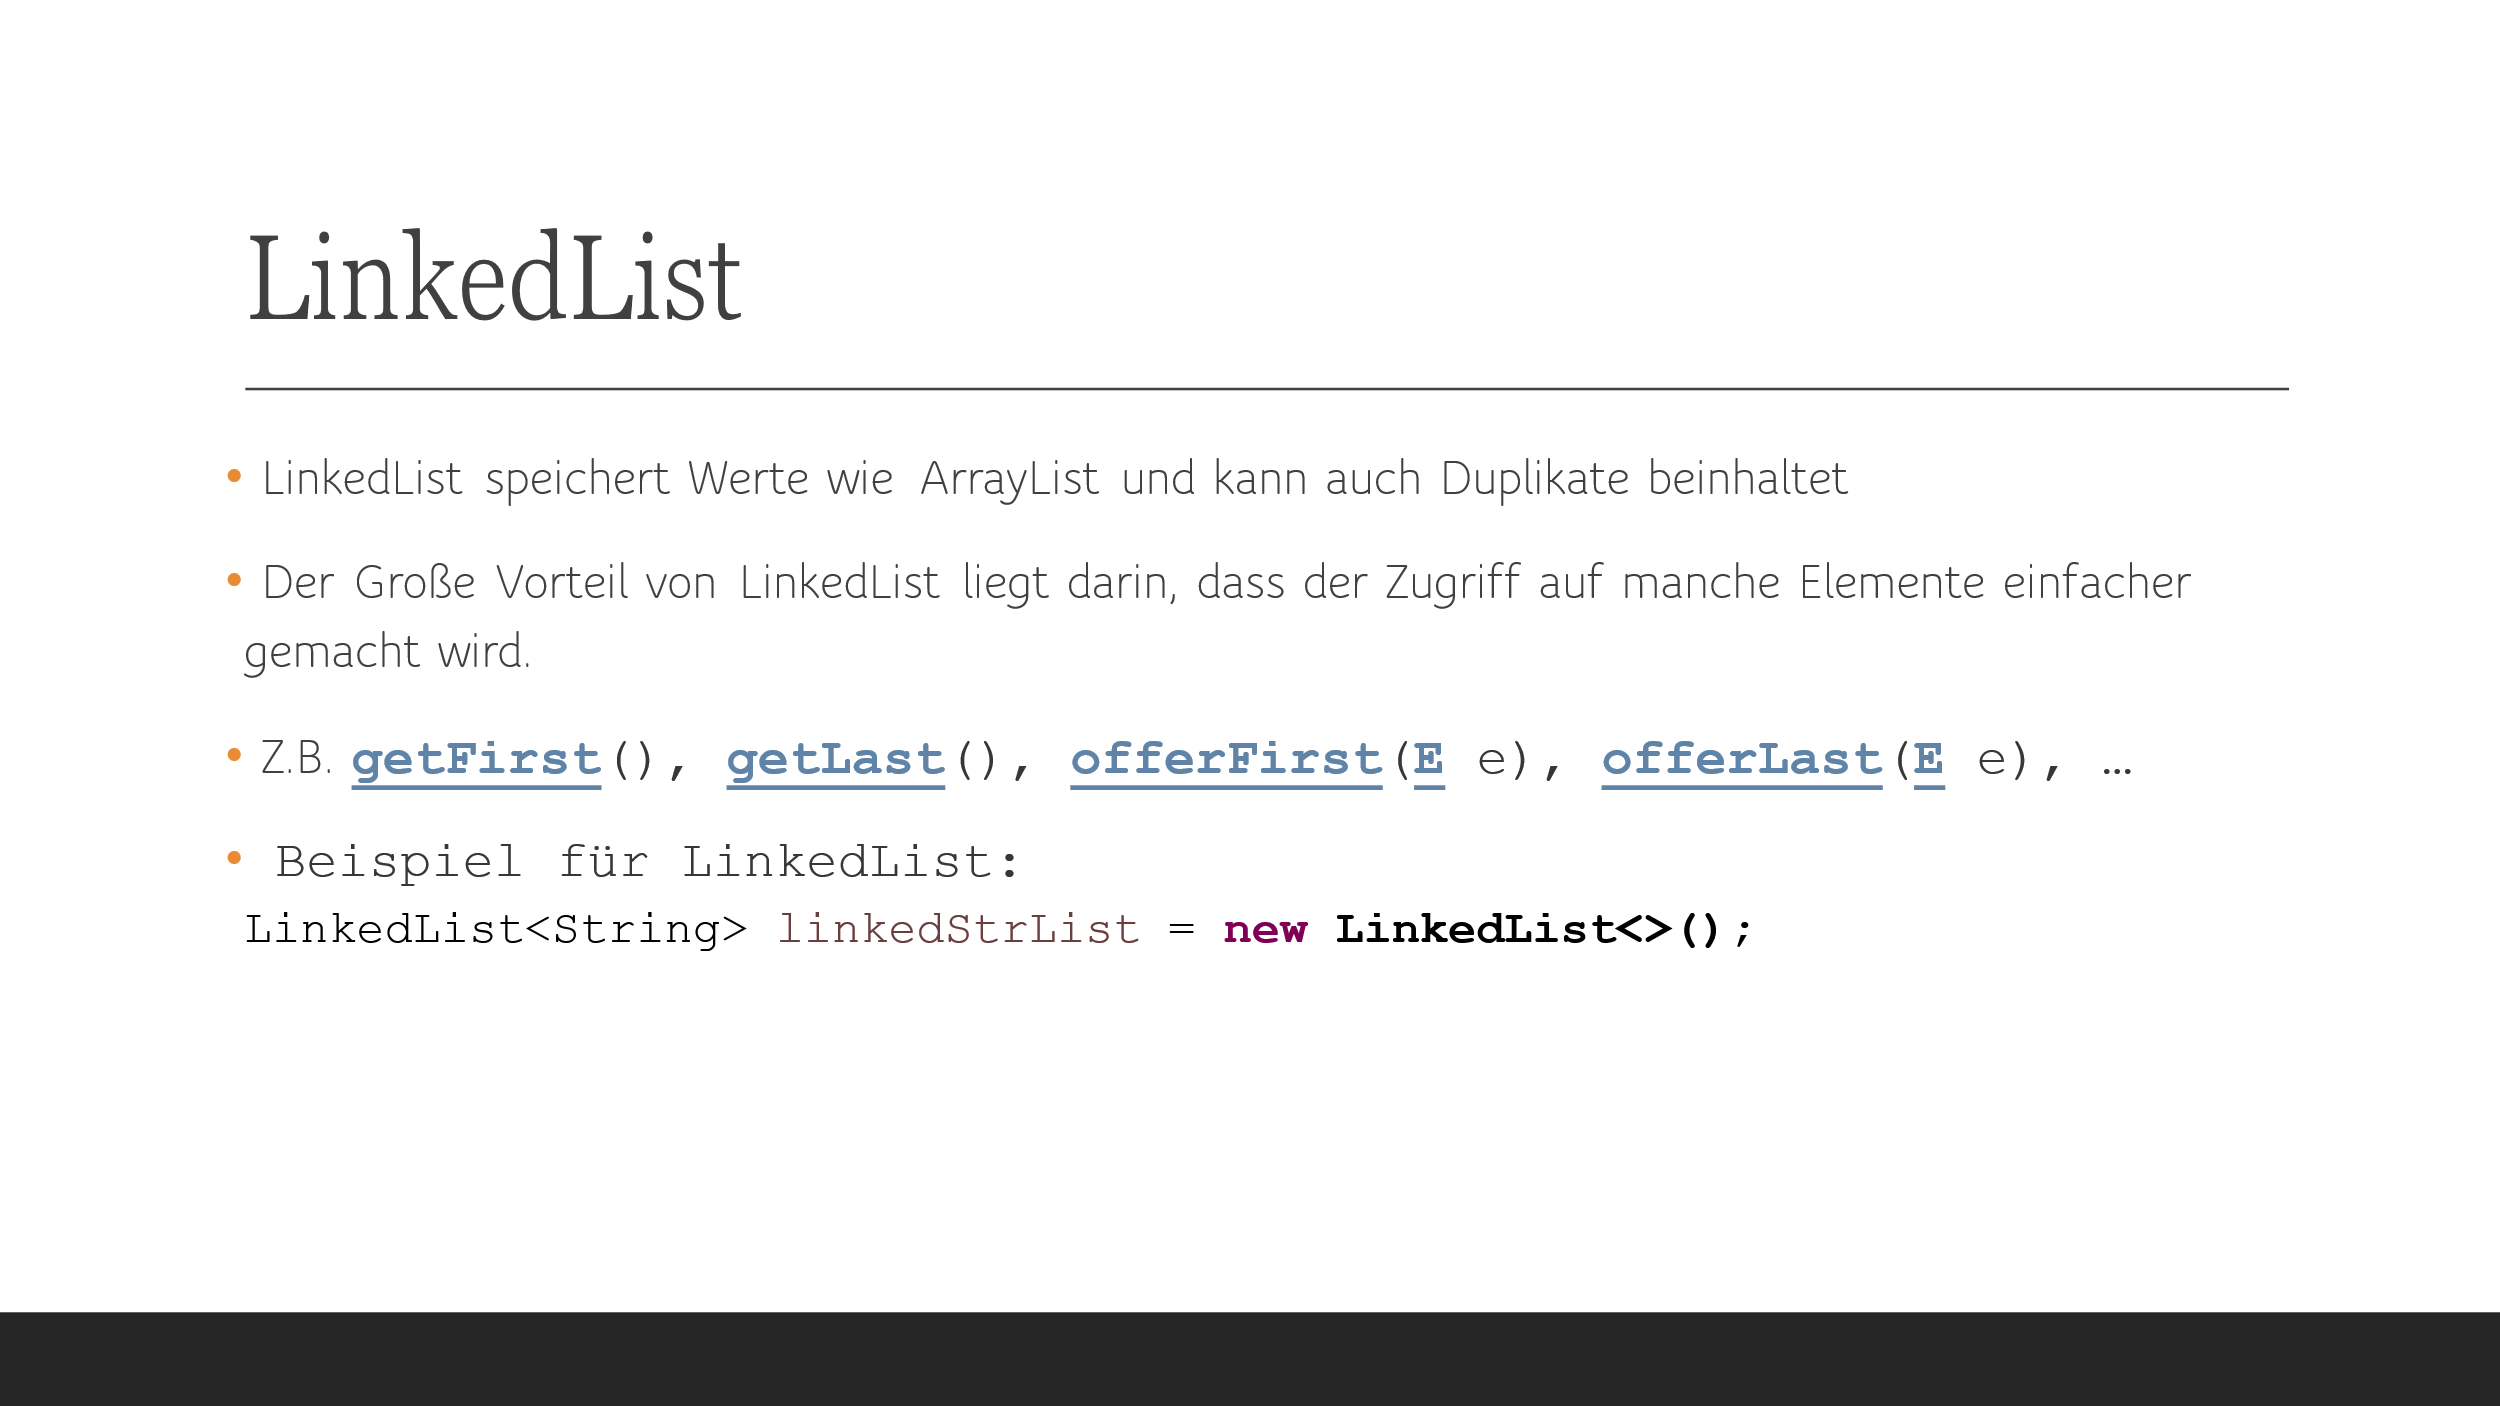 LinkedList
• LinkedList speichert Werte wie ArrayList und kann auch Duplikate beinhaltet
• Der Große Vorteil von LinkedList liegt darin, dass der Zugriff auf manche Elemente einfacher
gemacht wird.
• Z.B. getFirst(), getLast(), offerFirst(E e), offerLast(E e), …
• Beispiel für LinkedList:
LinkedList<String> linkedStrList = new LinkedList<>();